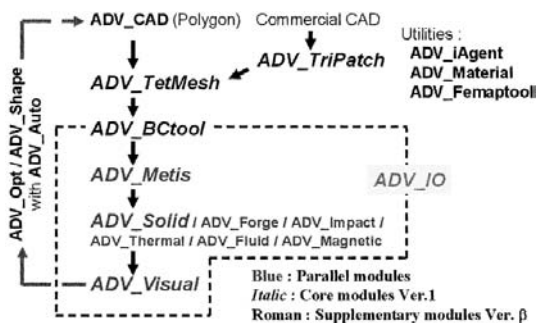 ADV_CAD (Polygon)
Commercial CAD
Utilities :
ADV_iAgent
ADV_Material
ADV_Femaptooll
ADV_TriPatch
ADV_TetMesh
ADV_BCtool
ADV_Metis
ADV_IO
ADV_Solid / ADV_Forge / ADV_Impact /
ADV_Thermal / ADV_Fluid / ADV_Magnetic
ADV_Visual
ADV_Opt / ADV_Shape
with ADV_Auto
Blue : Parallel modules
Italic : Core modules Ver.1
Roman : Supplementary modules Ver. β